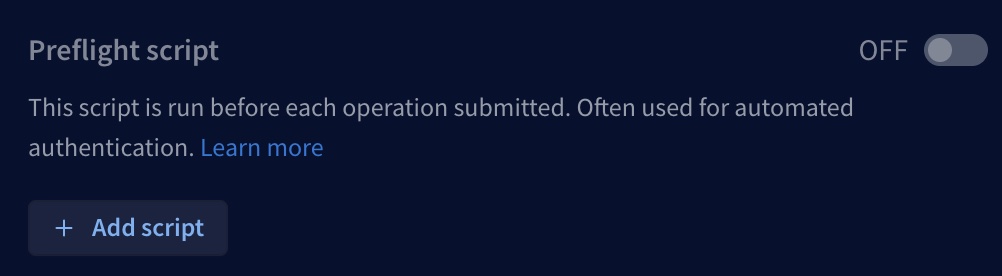 Preflight script
OFF
This script is run before each operation submitted. Often used for automated
authentication. Learn more
+ Add script